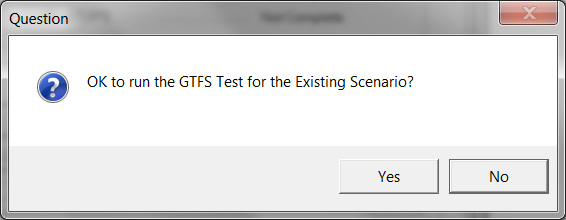 Question
OK to run the GTFS Test for the Existing Scenario?
Yes
No